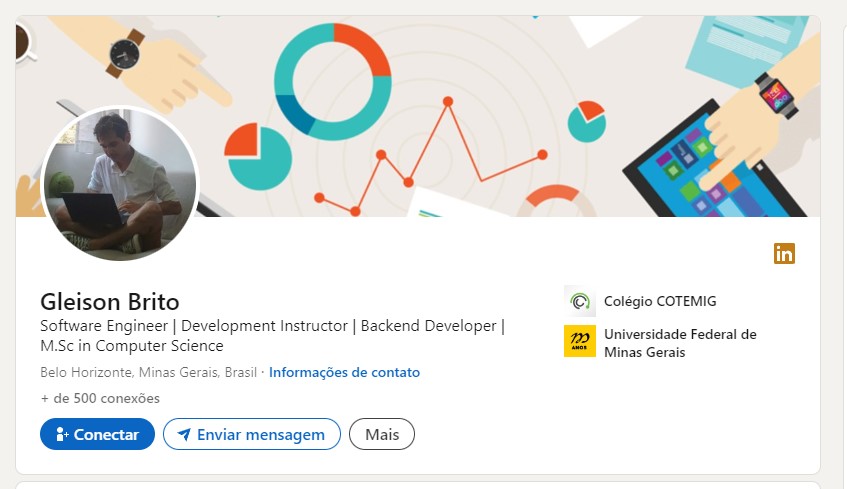 Gleison Brito
Software Engineer | Development Instructor | Backend Developer |
M.Sc in Computer Science
Belo Horizonte, Minas Gerais, Brasil · Informações de contato
+ de 500 conexões
Conectar
Enviar mensagem
Mais
in
Colégio COTEMIG
ANOS
Universidade Federal de
Minas Gerais